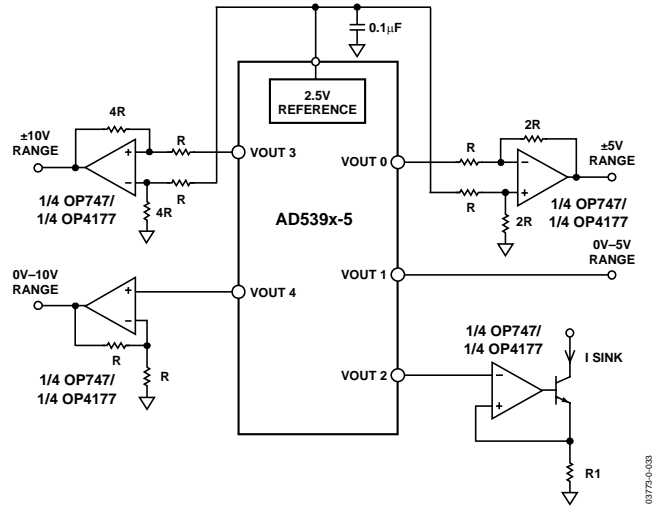 0.1µF
2.5V
REFERENCE
4R
±10V
RANGE
+
−
R
R
4R
1/4 OP747/
1/4 OP4177
VOUT 3
VOUT 0
R
R
2R
−
+
2R
±5V
RANGE
1/4 OP747/
1/4 OP4177
AD539x-5
0V–10V
RANGE
+
−
R
R
1/4 OP747/
1/4 OP4177
VOUT 4
VOUT 1
0V–5V
RANGE
VOUT 2
1/4 OP747/
1/4 OP4177
−
+
I SINK
R1
03773-0-033